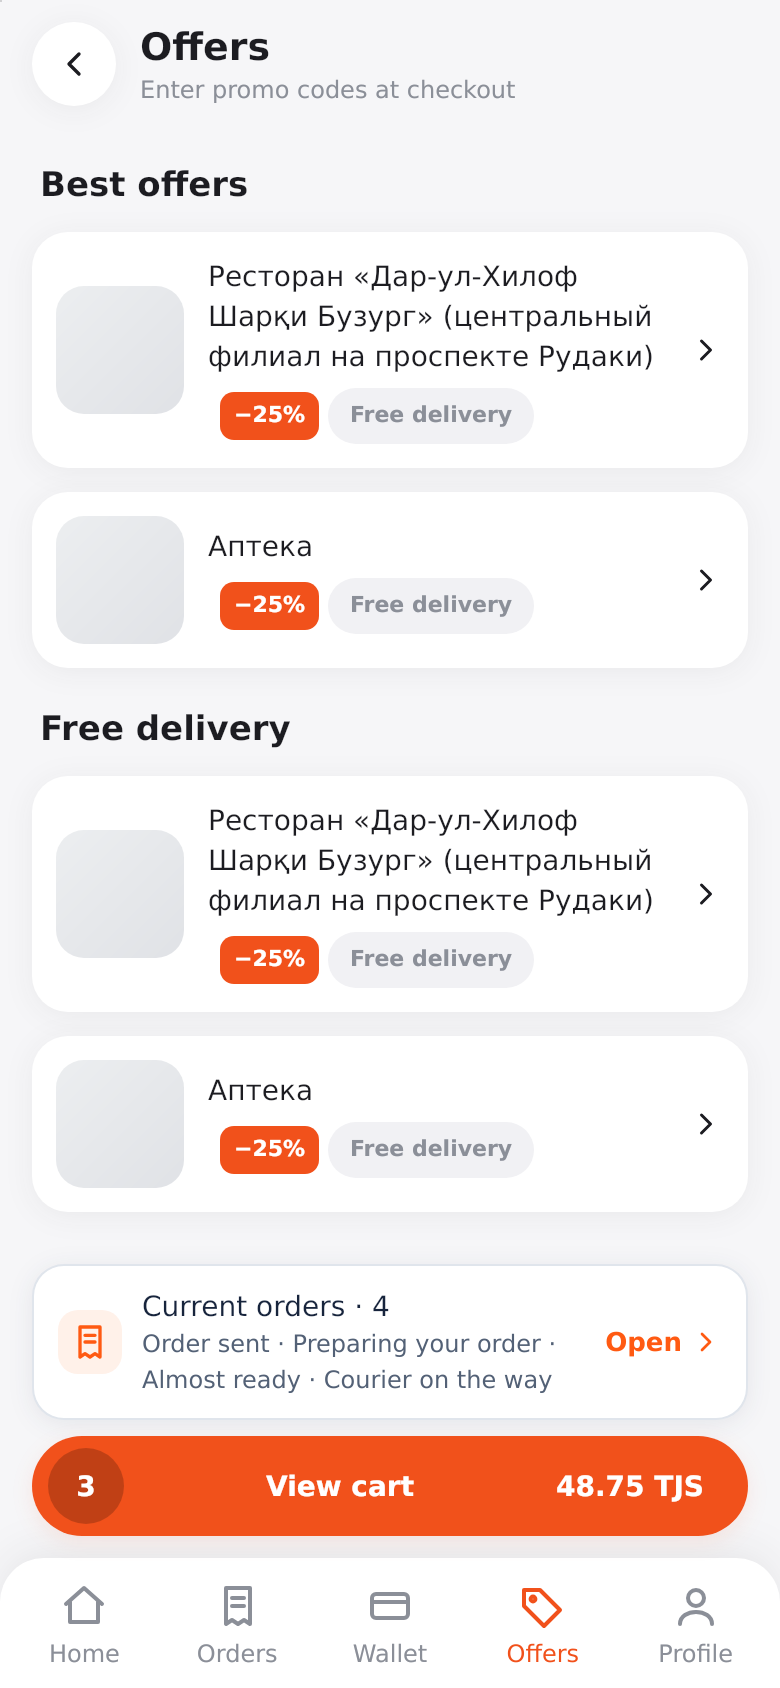 Offers
Enter promo codes at checkout
Best offers
Ресторан «Дар-ул-Хилоф
Шарқи Бузург» (центральный
филиал на проспекте Рудаки)
−25% Free delivery
Аптека
−25% Free delivery
Free delivery
Ресторан «Дар-ул-Хилоф
Шарқи Бузург» (центральный
филиал на проспекте Рудаки)
−25% Free delivery
Аптека
−25% Free delivery
Current orders · 4
Order sent · Preparing your order ·
Almost ready · Courier on the way
Open
3 View cart 48.75 TJS
Home Orders Wallet Offers Profile